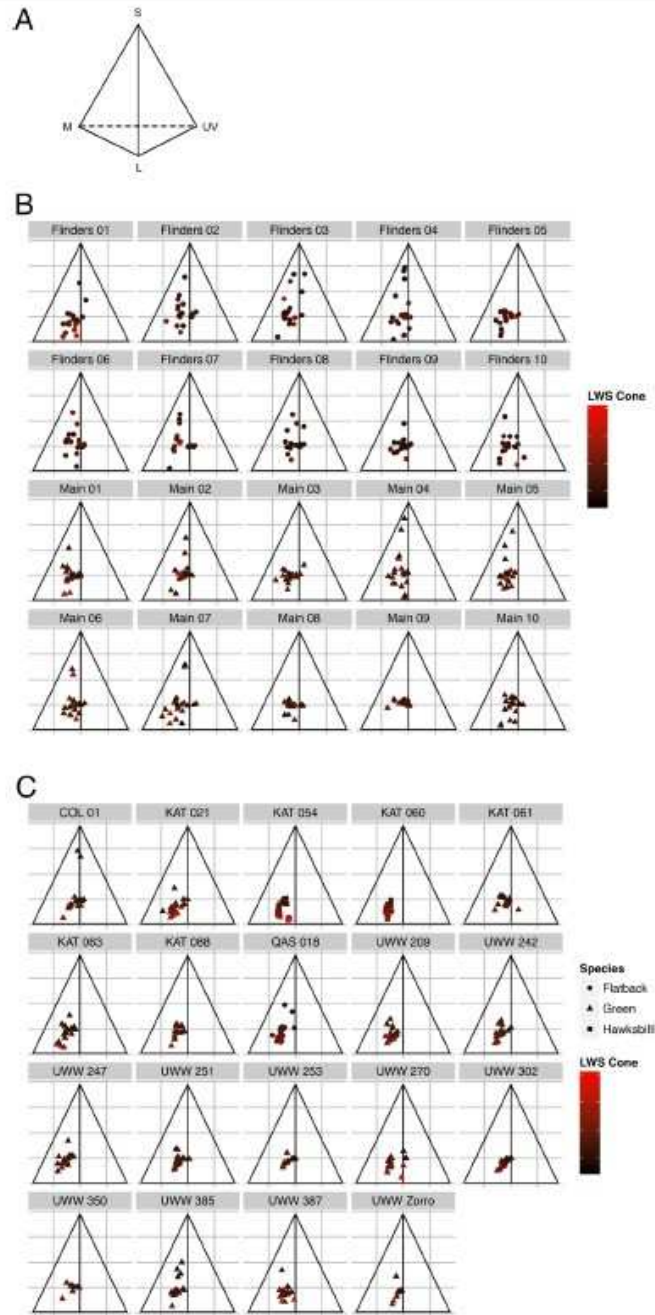 A
S
M
UV
L
B
Flinders 01 Flinders 02 Flinders 03 Flinders 04 Flinders 05
Flinders 06 Flinders 07 Flinders 08 Flinders 09 Flinders 10
LWS Cone
Main 01 Main 02 Main 03 Main 04 Main 05
Main 06 Main 07 Main 08 Main 09 Main 10
C
COL 01 KAT 021 KAT 054 KAT 060 KAT 061
KAT 083 KAT 088 QAS 018 UWW 209 UWW 242
Species
Flatback
Green
Hawksbill
UWW 247 UWW 251 UWW 253 UWW 270 UWW 302
LWS Cone
UWW 350 UWW 385 UWW 387 UWW Zorro